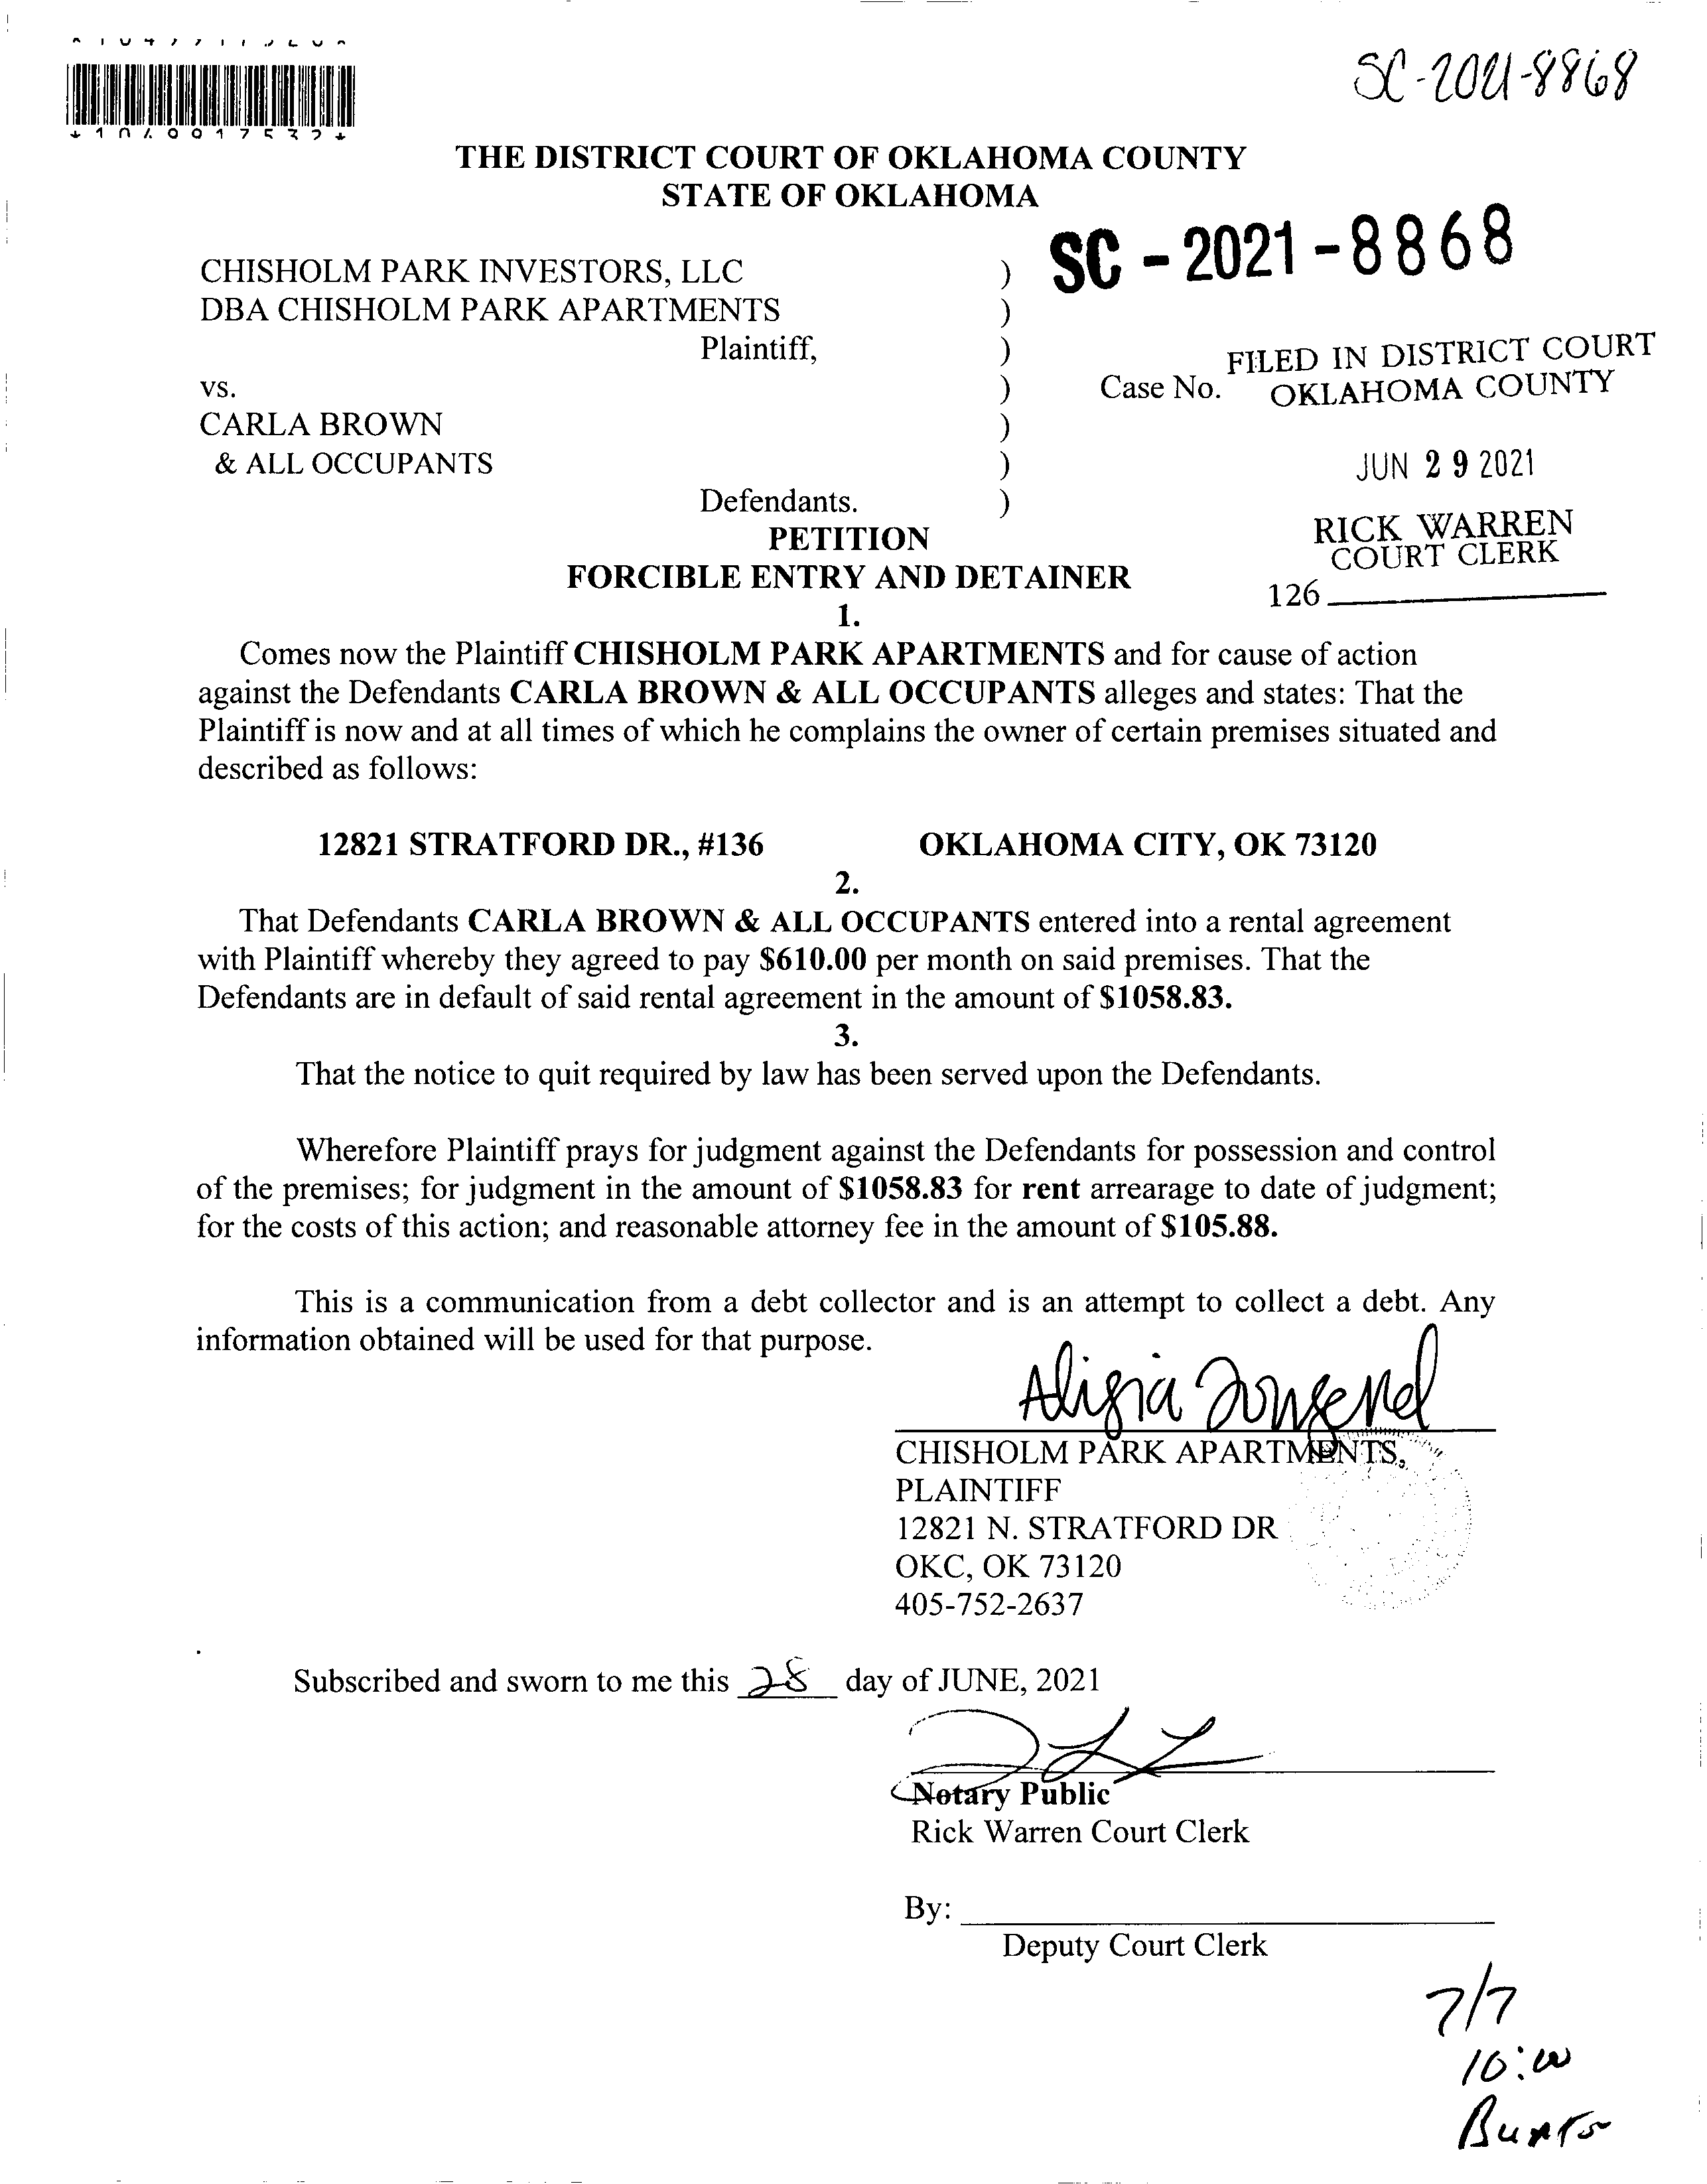 SC-2021-8868
THE DISTRICT COURT OF OKLAHOMA COUNTY
STATE OF OKLAHOMA
SC - 2021 - 8868
CHISHOLM PARK INVESTORS, LLC )
DBA CHISHOLM PARK APARTMENTS )
Plaintiff, )
FILED IN DISTRICT COURT
vs. ) Case No. OKLAHOMA COUNTY
CARLA BROWN )
& ALL OCCUPANTS ) JUN 29 2021
Defendants. )
PETITION RICK WARREN
COURT CLERK
FORCIBLE ENTRY AND DETAINER
126
1.
Comes now the Plaintiff CHISHOLM PARK APARTMENTS and for cause of action
against the Defendants CARLA BROWN & ALL OCCUPANTS alleges and states: That the
Plaintiff is now and at all times of which he complains the owner of certain premises situated and
described as follows:
12821 STRATFORD DR., #136 OKLAHOMA CITY, OK 73120
2.
That Defendants CARLA BROWN & ALL OCCUPANTS entered into a rental agreement
with Plaintiff whereby they agreed to pay $610.00 per month on said premises. That the
Defendants are in default of said rental agreement in the amount of $1058.83.
3.
That the notice to quit required by law has been served upon the Defendants.
Wherefore Plaintiff prays for judgment against the Defendants for possession and control
of the premises; for judgment in the amount of $1058.83 for rent arrearage to date of judgment;
for the costs of this action; and reasonable attorney fee in the amount of $105.88.
This is a communication from a debt collector and is an attempt to collect a debt. Any
information obtained will be used for that purpose.
Aligia Townsend
CHISHOLM PARK APARTMENTS,
PLAINTIFF
12821 N. STRATFORD DR
OKC, OK 73120
405-752-2637
Subscribed and sworn to me this 28 day of JUNE, 2021
Notary Public
Rick Warren Court Clerk
By:
Deputy Court Clerk
7/7
10:00